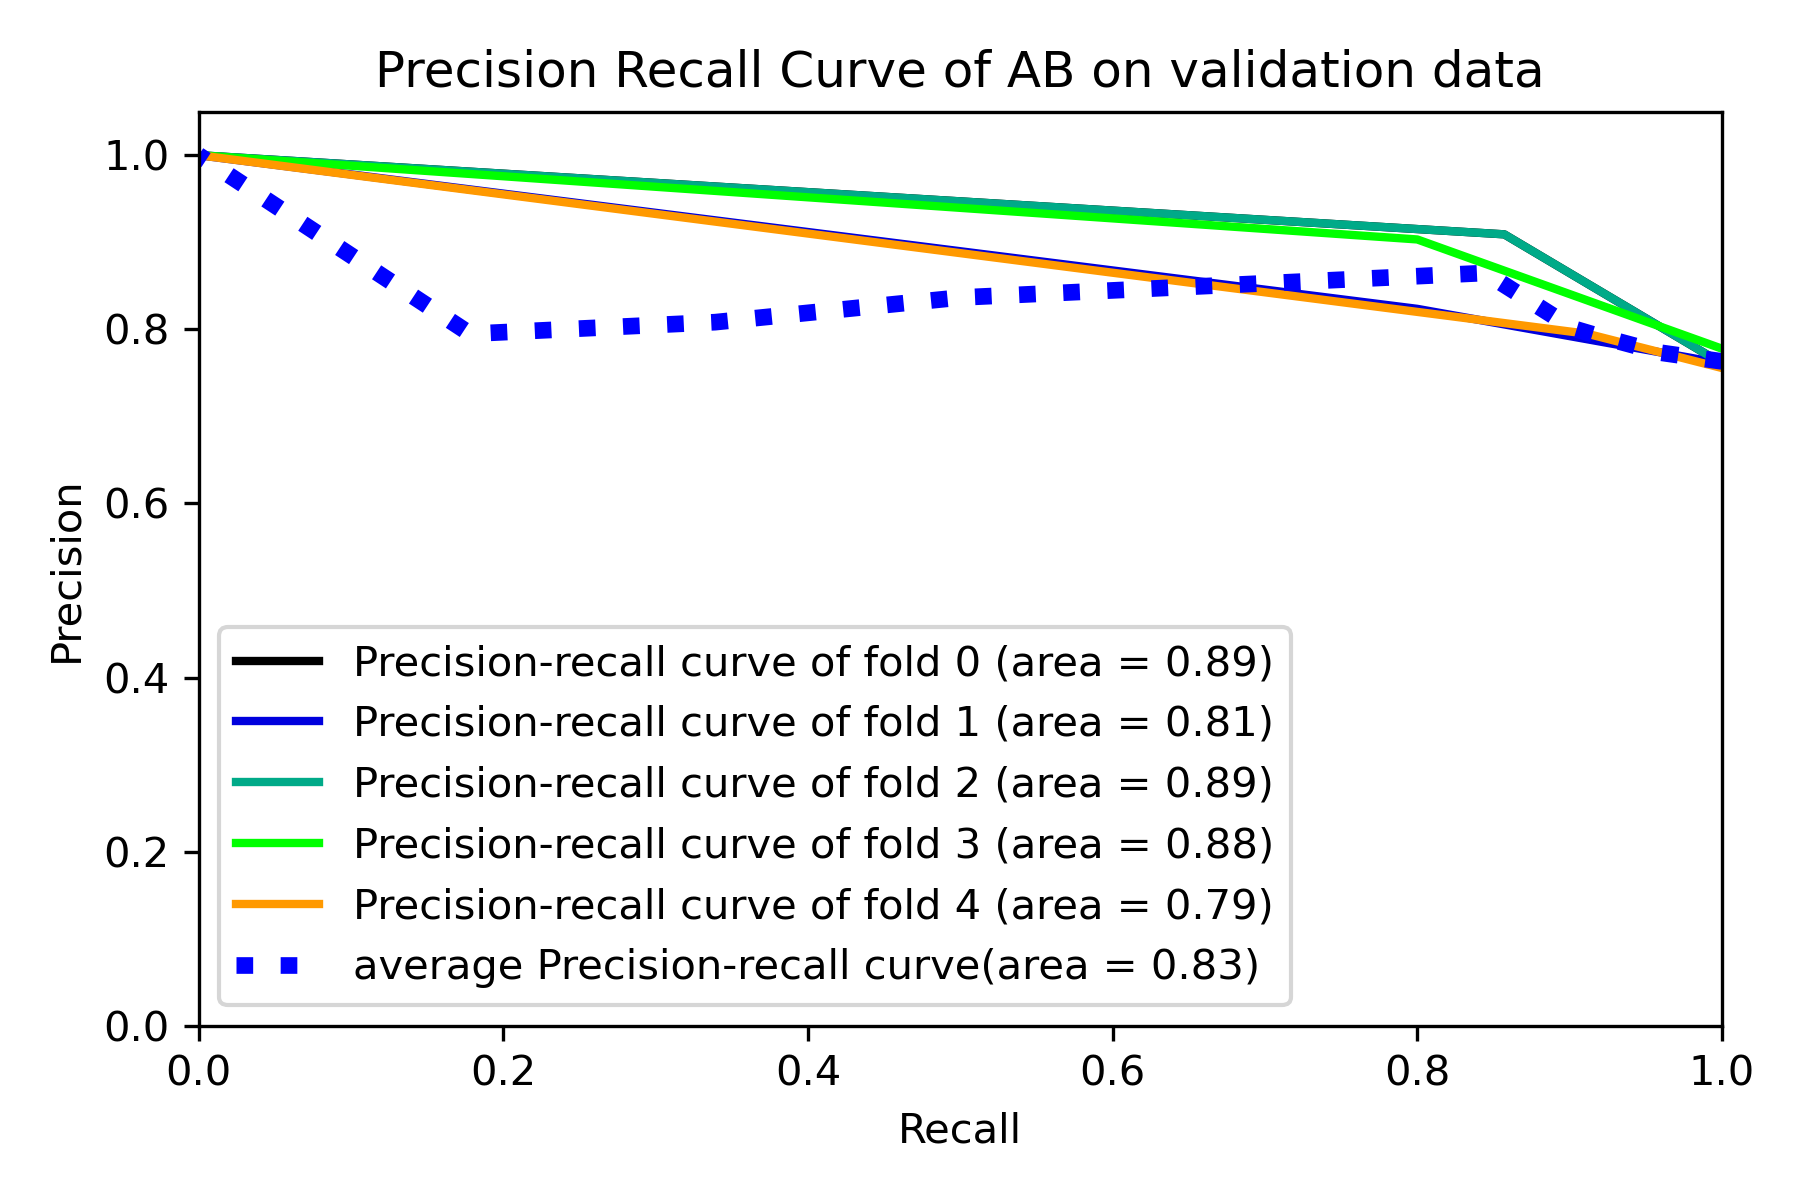 Precision Recall Curve of AB on validation data
1.0
0.8
0.6
0.4
0.2
0.0
Precision
Precision-recall curve of fold 0 (area = 0.89)
Precision-recall curve of fold 1 (area = 0.81)
Precision-recall curve of fold 2 (area = 0.89)
Precision-recall curve of fold 3 (area = 0.88)
Precision-recall curve of fold 4 (area = 0.79)
average Precision-recall curve(area = 0.83)
0.0 0.2 0.4 0.6 0.8 1.0
Recall